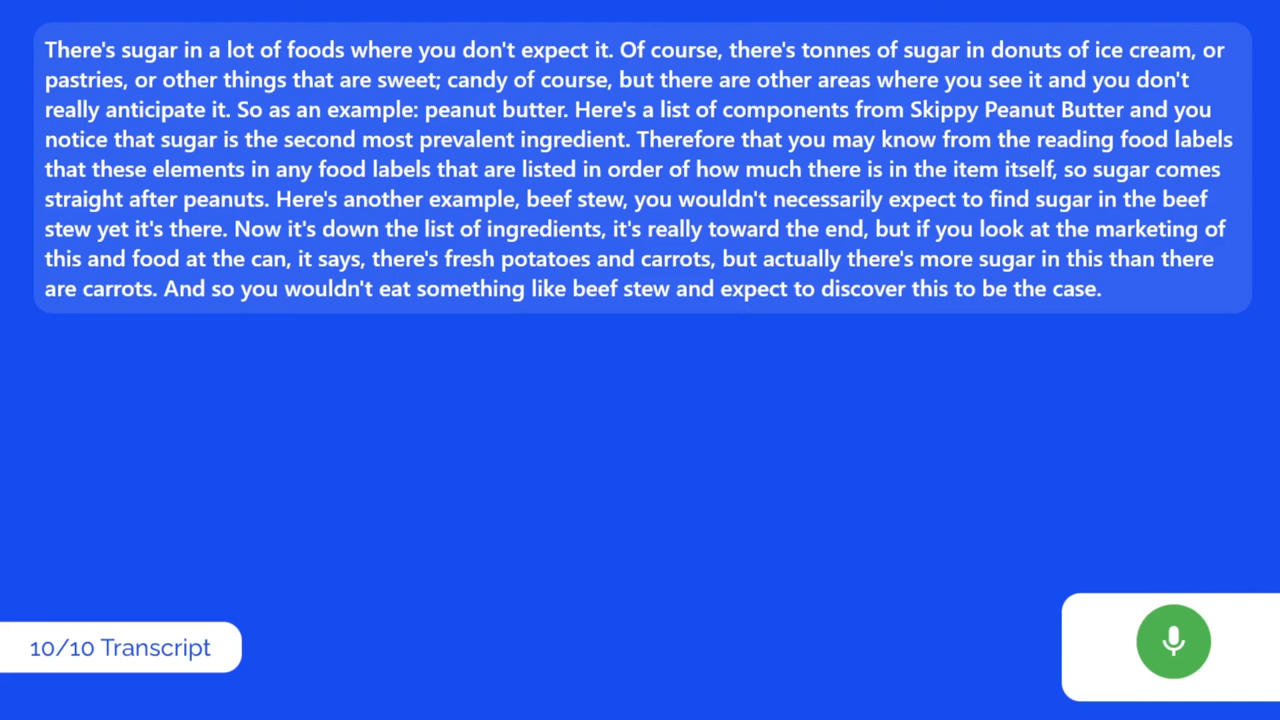 There's sugar in a lot of foods where you don't expect it. Of course, there's tonnes of sugar in donuts of ice cream, or
pastries, or other things that are sweet; candy of course, but there are other areas where you see it and you don't
really anticipate it. So as an example: peanut butter. Here's a list of components from Skippy Peanut Butter and you
notice that sugar is the second most prevalent ingredient. Therefore that you may know from the reading food labels
that these elements in any food labels that are listed in order of how much there is in the item itself, so sugar comes
straight after peanuts. Here's another example, beef stew, you wouldn't necessarily expect to find sugar in the beef
stew yet it's there. Now it's down the list of ingredients, it's really toward the end, but if you look at the marketing of
this and food at the can, it says, there's fresh potatoes and carrots, but actually there's more sugar in this than there
are carrots. And so you wouldn't eat something like beef stew and expect to discover this to be the case.
10/10 Transcript